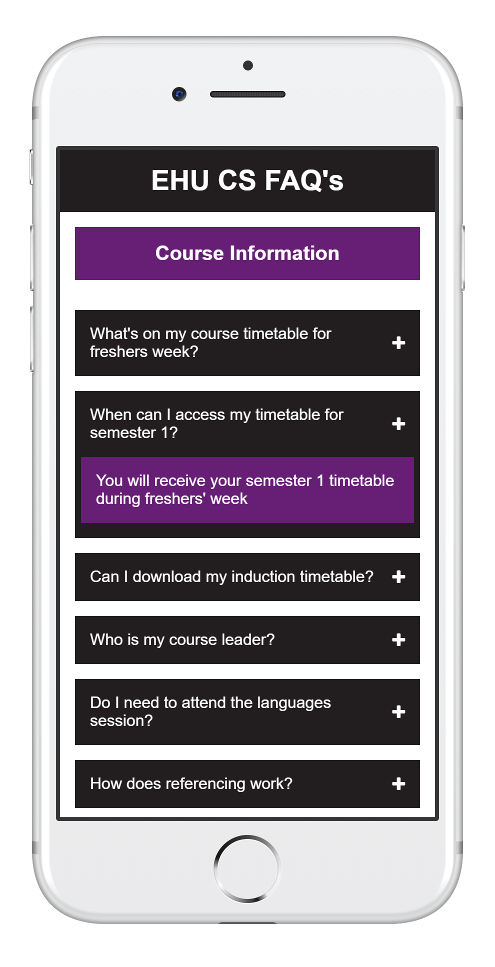 EHU CS FAQ's
Course Information
What's on my course timetable for
freshers week?
When can I access my timetable for
semester 1?
You will receive your semester 1 timetable
during freshers' week
Can I download my induction timetable?
Who is my course leader?
Do I need to attend the languages
session?
How does referencing work?